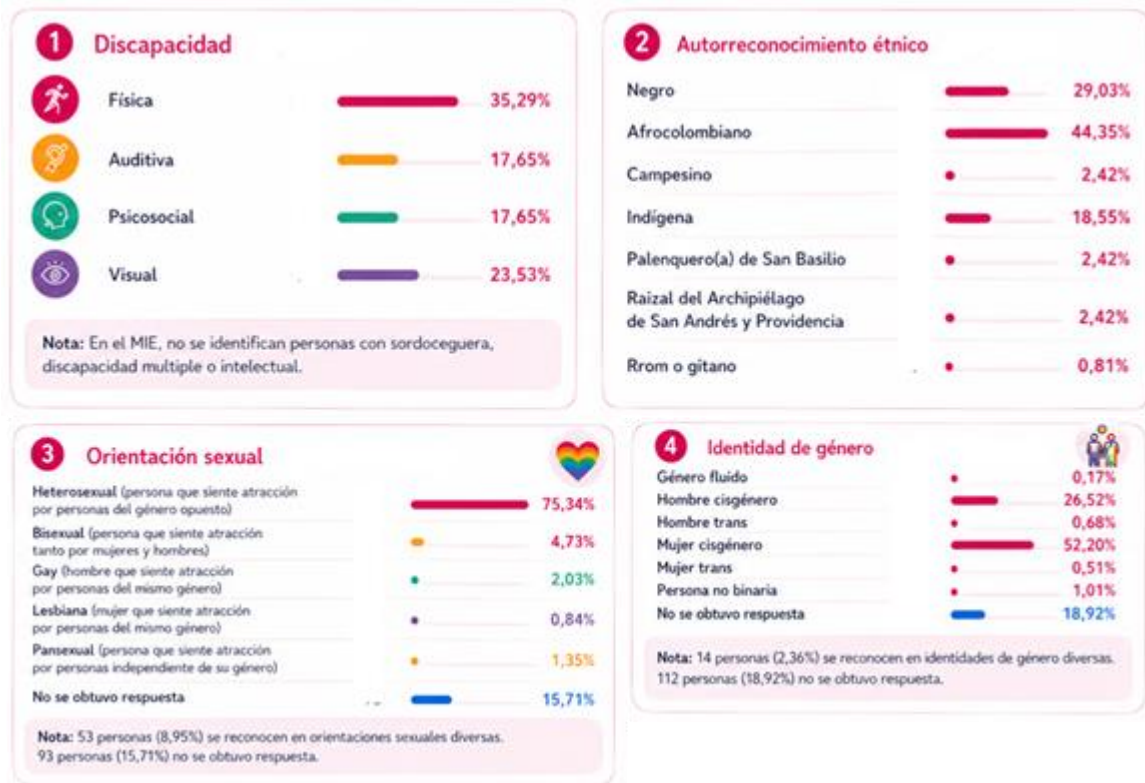 1 Discapacidad
Física 35,29%
Auditiva 17,65%
Psicosocial 17,65%
Visual 23,53%
Nota: En el MIE, no se identifican personas con sordoceguera,
discapacidad multiple o intelectual.
2 Autorreconocimiento étnico
Negro 29,03%
Afrocolombiano 44,35%
Campesino 2,42%
Indígena 18,55%
Palenquero(a) de San Basilio 2,42%
Raizal del Archipiélago
de San Andrés y Providencia 2,42%
Rrom o gitano 0,81%
3 Orientación sexual
Heterosexual (persona que siente atracción
por personas del género opuesto) 75,34%
Bisexual (persona que siente atracción
tanto por mujeres y hombres) 4,73%
Gay (hombre que siente atracción
por personas del mismo género) 2,03%
Lesbiana (mujer que siente atracción
por personas del mismo género) 0,84%
Pansexual (persona que siente atracción
por personas independiente de su género) 1,35%
No se obtuvo respuesta 15,71%
Nota: 53 personas (8,95%) se reconocen en orientaciones sexuales diversas.
93 personas (15,71%) no se obtuvo respuesta.
4 Identidad de género
Género fluido 0,17%
Hombre cisgénero 26,52%
Hombre trans 0,68%
Mujer cisgénero 52,20%
Mujer trans 0,51%
Persona no binaria 1,01%
No se obtuvo respuesta 18,92%
Nota: 14 personas (2,36%) se reconocen en identidades de género diversas.
112 personas (18,92%) no se obtuvo respuesta.